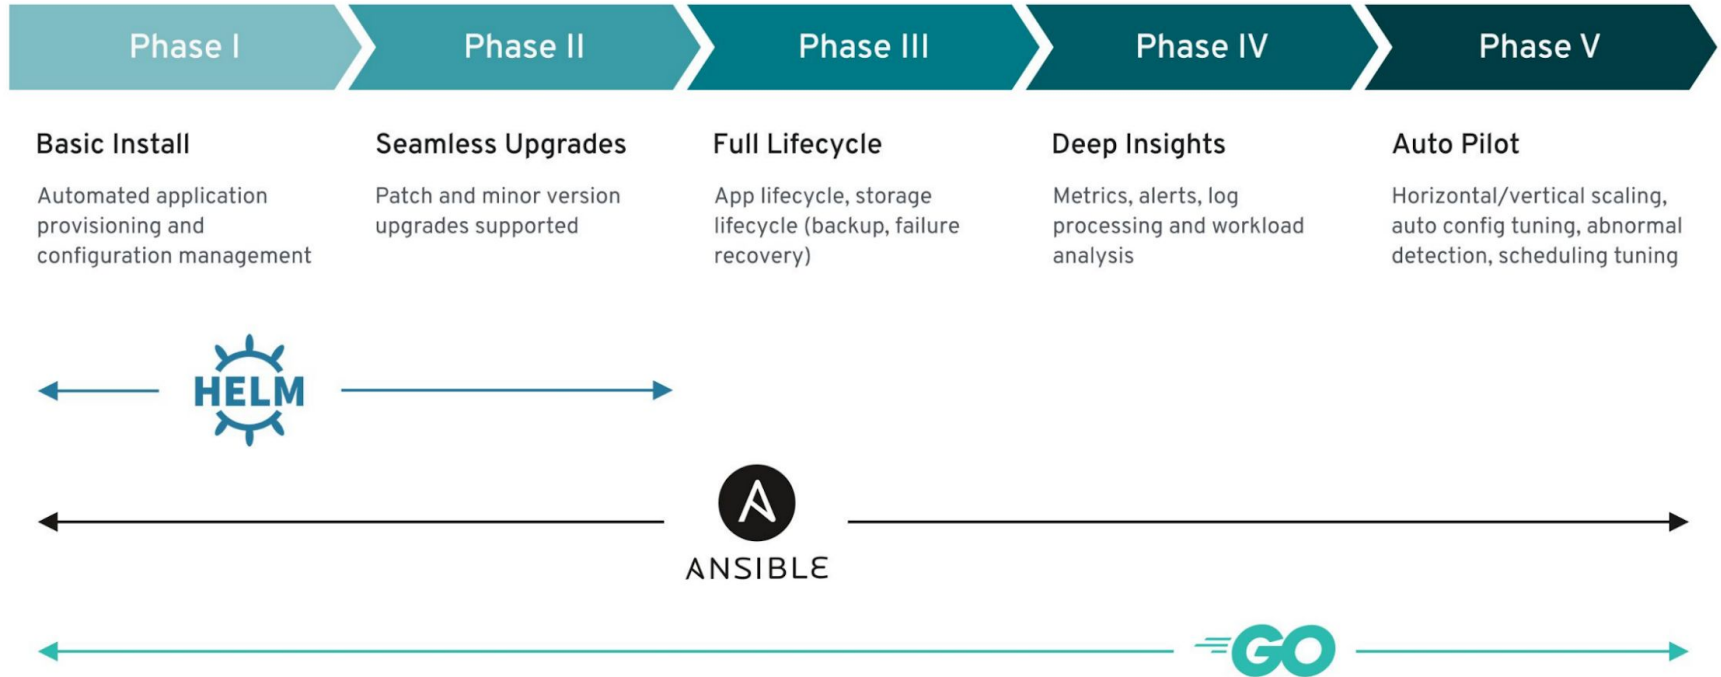 Phase I
Phase II
Phase III
Phase IV
Phase V
Basic Install
Automated application
provisioning and
configuration management
Seamless Upgrades
Patch and minor version
upgrades supported
Full Lifecycle
App lifecycle, storage
lifecycle (backup, failure
recovery)
Deep Insights
Metrics, alerts, log
processing and workload
analysis
Auto Pilot
Horizontal/vertical scaling,
auto config tuning, abnormal
detection, scheduling tuning
HELM
A
ANSIBLE
GO